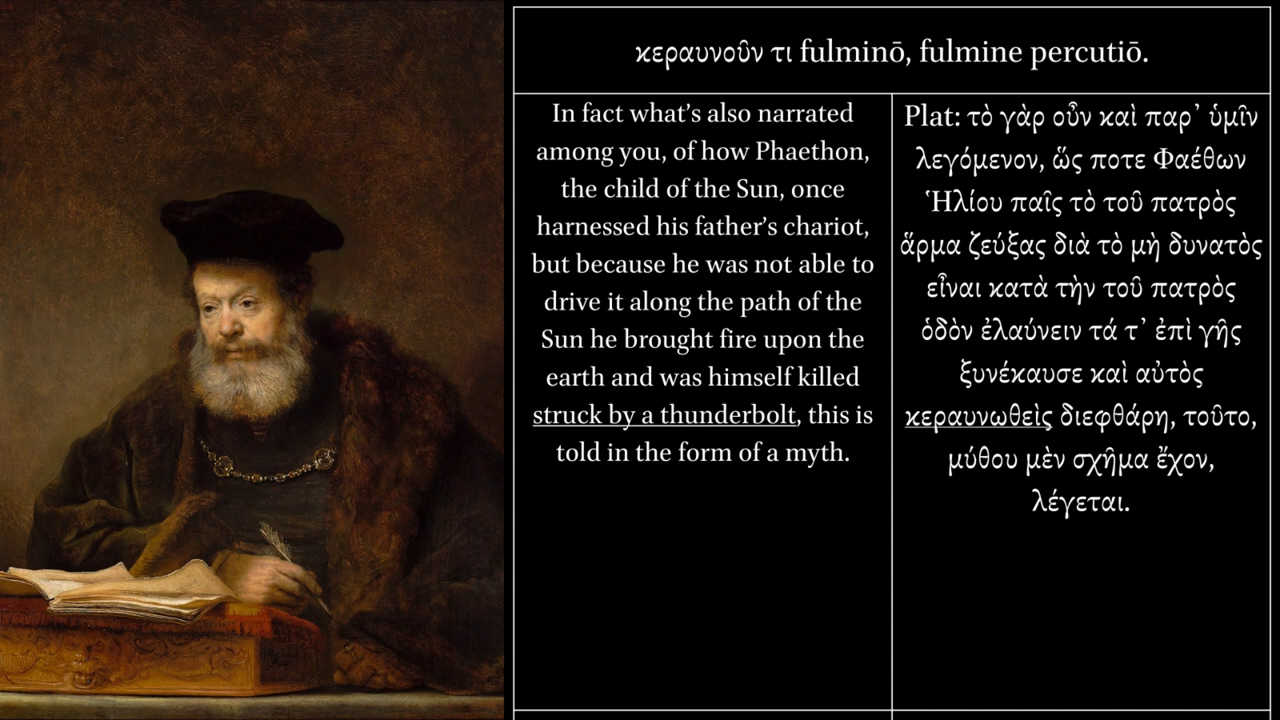 κεραυνοῦν τι fulminō, fulmine percutiō.
In fact what’s also narrated
among you, of how Phaethon,
the child of the Sun, once
harnessed his father’s chariot,
but because he was not able to
drive it along the path of the
Sun he brought fire upon the
earth and was himself killed
struck by a thunderbolt, this is
told in the form of a myth.
Plat: τὸ γὰρ οὖν καὶ παρ᾽ ὑμῖν
λεγόμενον, ὥς ποτε Φαέθων
Ἡλίου παῖς τὸ τοῦ πατρὸς
ἅρμα ζεύξας διὰ τὸ μὴ δυνατὸς
εἶναι κατὰ τὴν τοῦ πατρὸς
ὁδὸν ἐλαύνειν τά τ᾽ ἐπὶ γῆς
ξυνέκαυσε καὶ αὐτὸς
κεραυνωθεὶς διεφθάρη, τοῦτο,
μύθου μὲν σχῆμα ἔχον,
λέγεται.